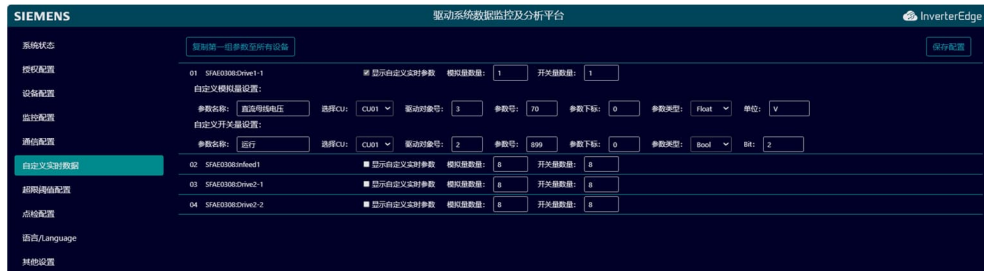 SIEMENS 驱动系统数据监控及分析平台 InverterEdge
系统状态
授权配置
设备配置
监控配置
通信配置
自定义实时数据
超限阈值配置
点检配置
语言/Language
其他设置
复制第一组参数至所有设备 保存配置
01 SFAE0308:Drive1-1 显示自定义实时参数 模拟量数量: 1 开关量数量: 1
自定义模拟量设置:
参数名称: 直流母线电压 选择CU: CU01 驱动对象号: 3 参数号: 70 参数下标: 0 参数类型: Float 单位: V
自定义开关量设置:
参数名称: 运行 选择CU: CU01 驱动对象号: 2 参数号: 899 参数下标: 0 参数类型: Bool Bit: 2
02 SFAE0308:Infeed1 显示自定义实时参数 模拟量数量: 8 开关量数量: 8
03 SFAE0308:Drive2-1 显示自定义实时参数 模拟量数量: 8 开关量数量: 8
04 SFAE0308:Drive2-2 显示自定义实时参数 模拟量数量: 8 开关量数量: 8